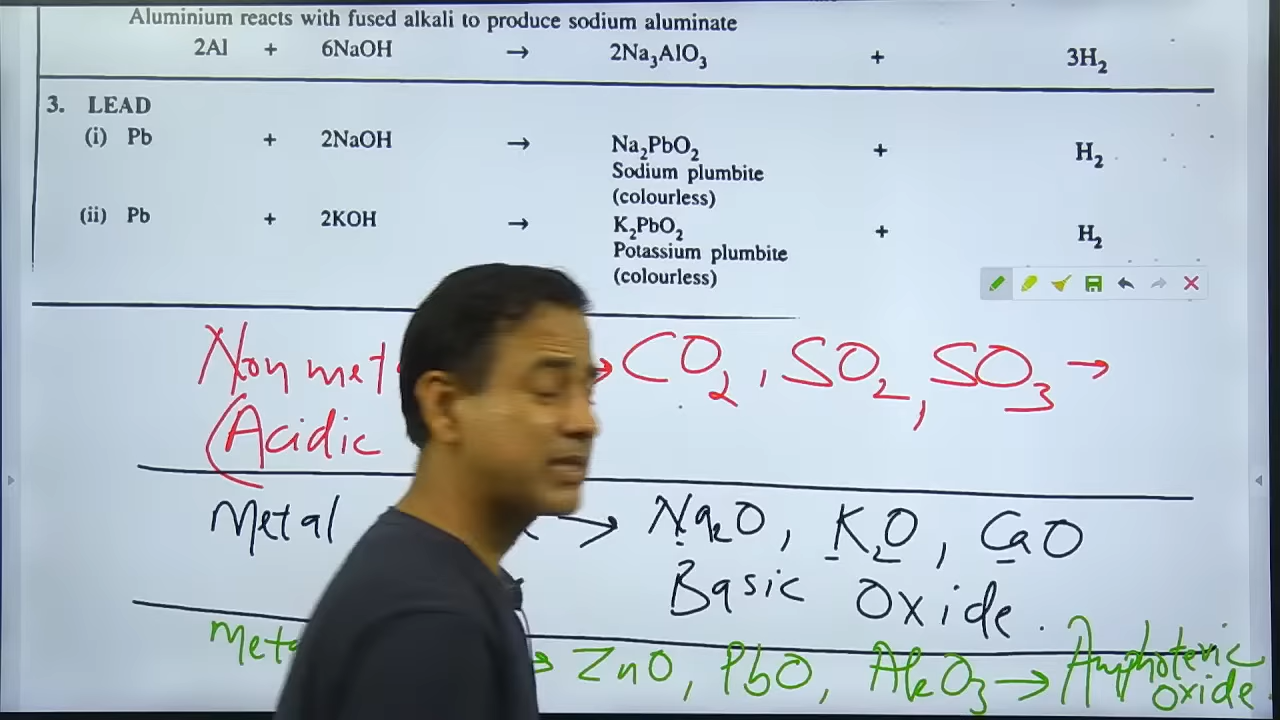 Aluminium reacts with fused alkali to produce sodium aluminate
2Al + 6NaOH → 2Na₃AlO₃ + 3H₂
3. LEAD
(i) Pb + 2NaOH → Na₂PbO₂ + H₂
Sodium plumbite
(colourless)
(ii) Pb + 2KOH → K₂PbO₂ + H₂
Potassium plumbite
(colourless)
Non met → CO₂, SO₂, SO₃ →
(Acidic
Metal → Na₂O, K₂O, CaO
Basic Oxide.
Meta → ZnO, PbO, Al₂O₃ → Amphoteric
oxide